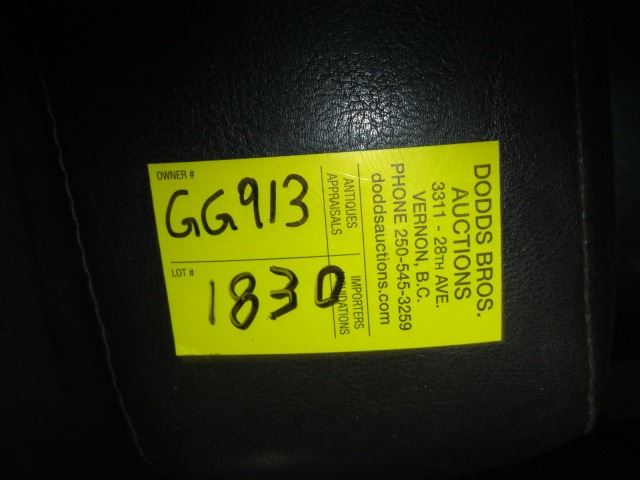 OWNER #
GG913
LOT #
1830
ANTIQUES
APPRAISALS
IMPORTERS
LIQUIDATIONS
DODDS BROS.
AUCTIONS
3311 - 28TH AVE.
VERNON, B.C.
PHONE 250-545-3259
doddsauctions.com